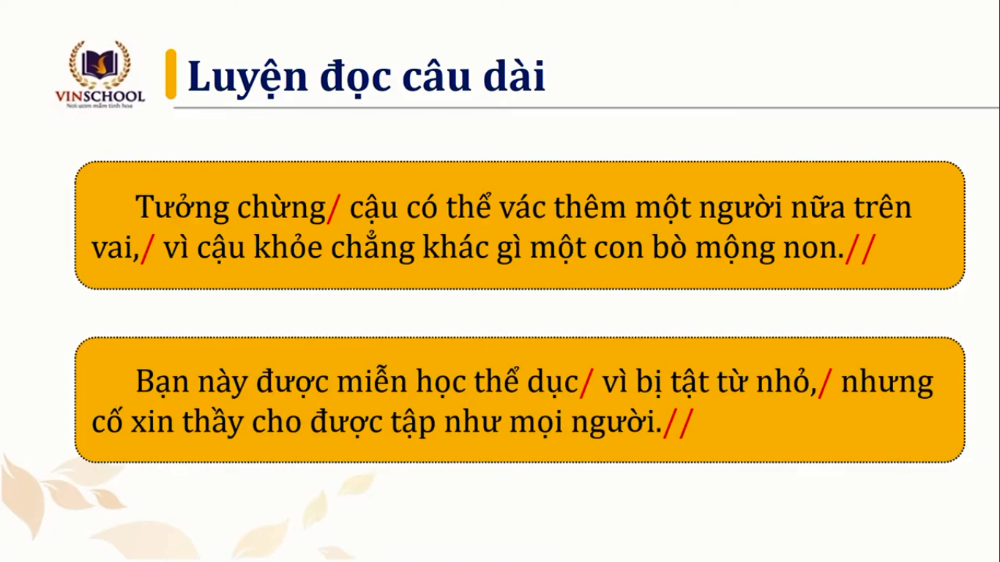 VINSCHOOL
Nơi ươm mầm tinh hoa
Luyện đọc câu dài
Tưởng chừng/ cậu có thể vác thêm một người nữa trên
vai,/ vì cậu khỏe chẳng khác gì một con bò mộng non.//
Bạn này được miễn học thể dục/ vì bị tật từ nhỏ,/ nhưng
cố xin thầy cho được tập như mọi người.//